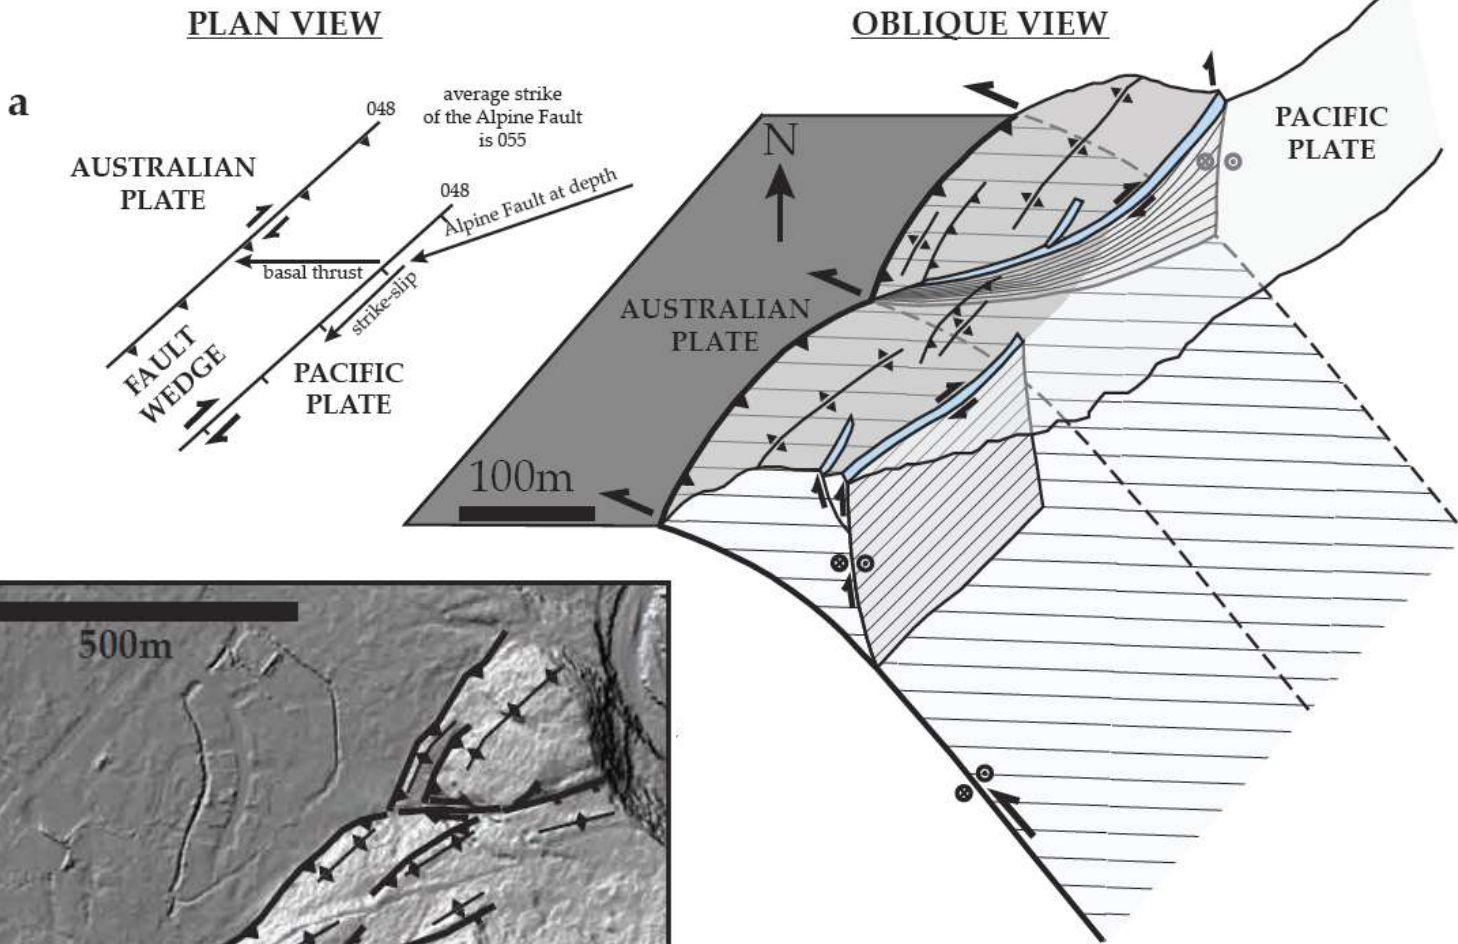 PLAN VIEW
OBLIQUE VIEW
a
048
average strike
of the Alpine Fault
is 055
AUSTRALIAN
PLATE
048
Alpine Fault at depth
basal thrust
strike-slip
FAULT
WEDGE
PACIFIC
PLATE
N
PACIFIC
PLATE
AUSTRALIAN
PLATE
100m
500m